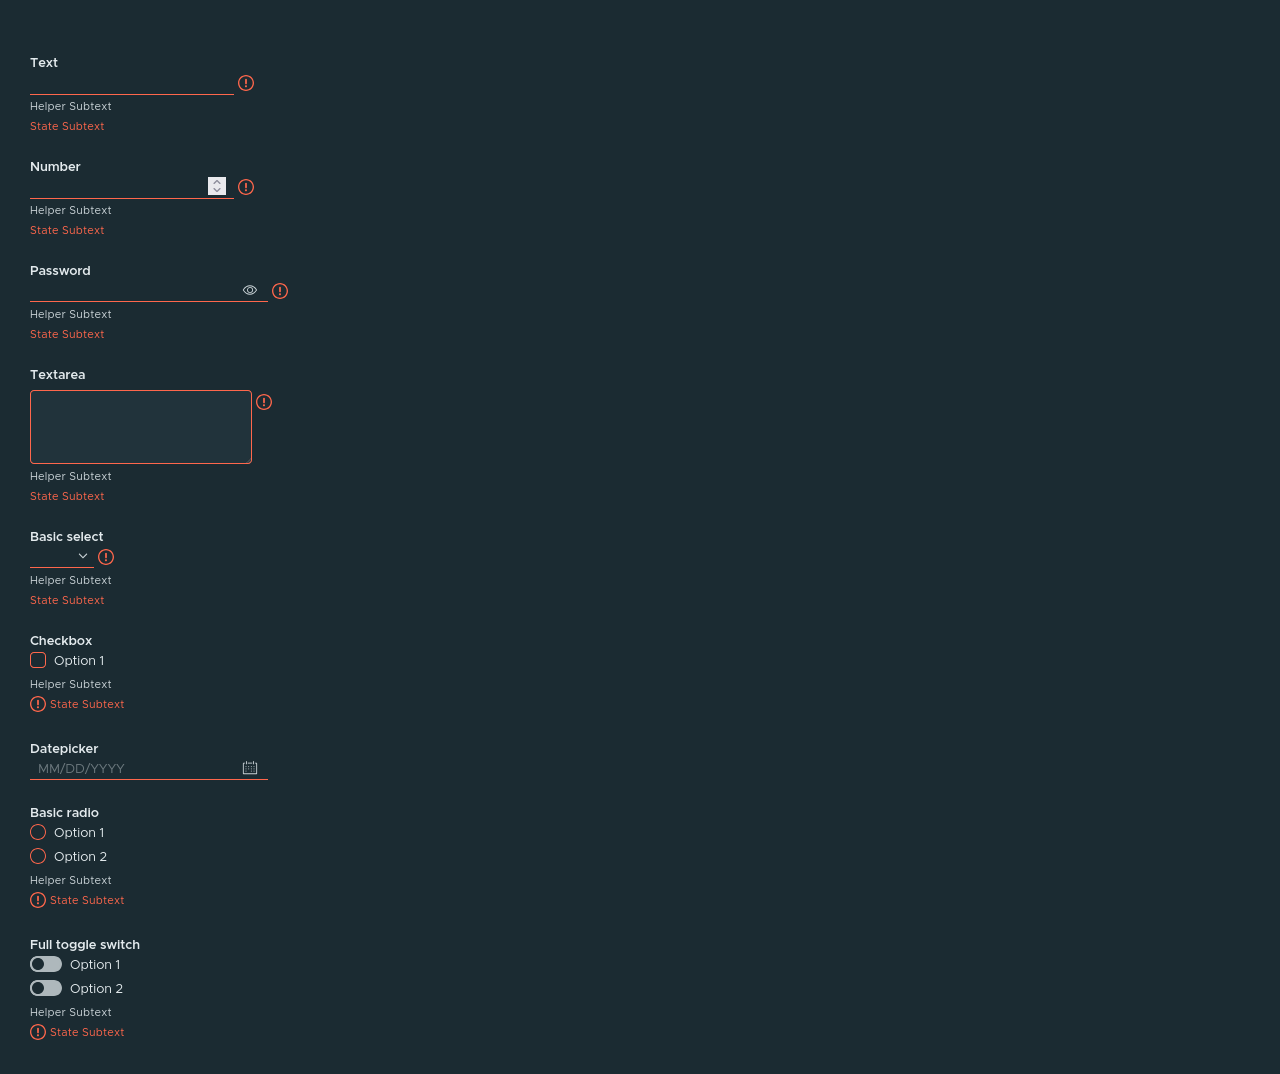 Text
Helper Subtext
State Subtext
Number
Helper Subtext
State Subtext
Password
Helper Subtext
State Subtext
Textarea
Helper Subtext
State Subtext
Basic select
Helper Subtext
State Subtext
Checkbox
Option 1
Helper Subtext
State Subtext
Datepicker
MM/DD/YYYY
Basic radio
Option 1
Option 2
Helper Subtext
State Subtext
Full toggle switch
Option 1
Option 2
Helper Subtext
State Subtext